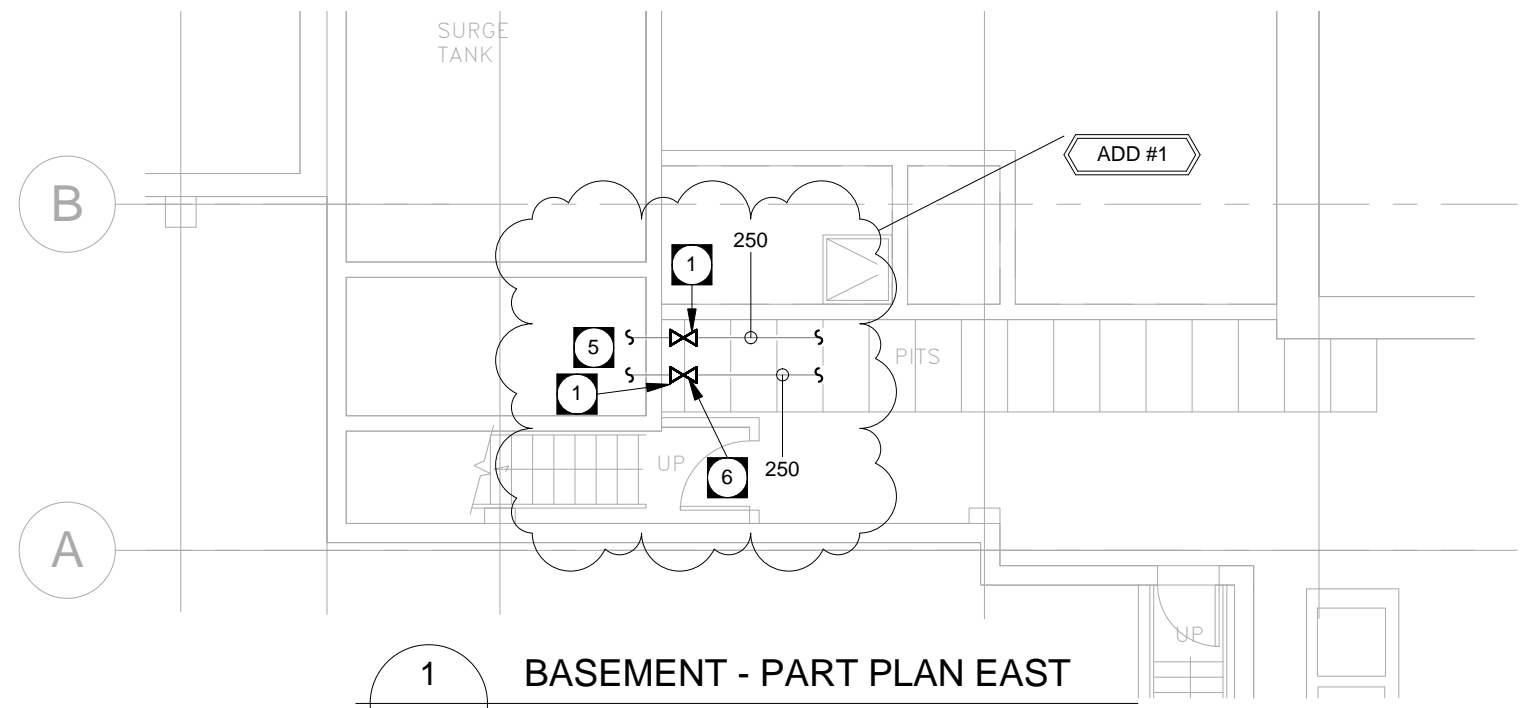 SURGE
TANK
ADD #1
B
250
1
5
PITS
1
UP
6
250
A
UP
1
BASEMENT - PART PLAN EAST